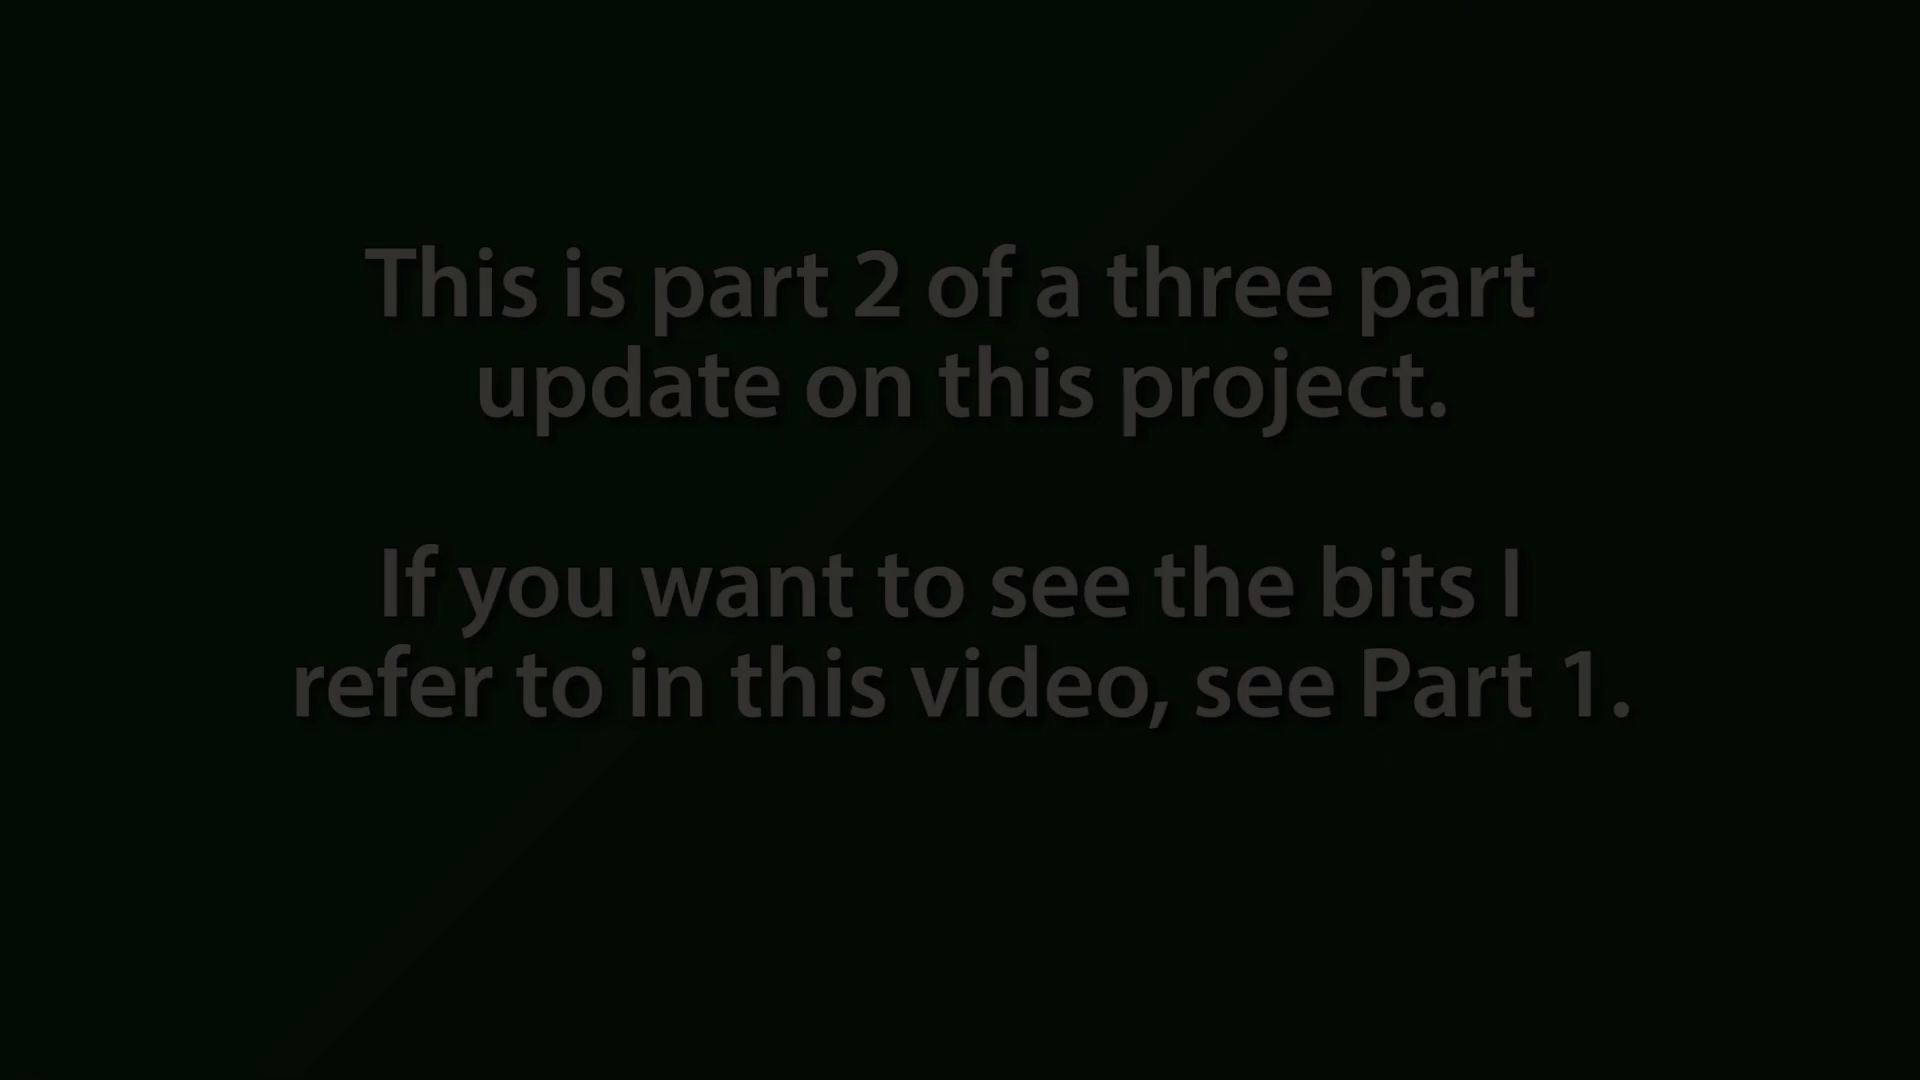 This is part 2 of a three part
update on this project.
If you want to see the bits I
refer to in this video, see Part 1.